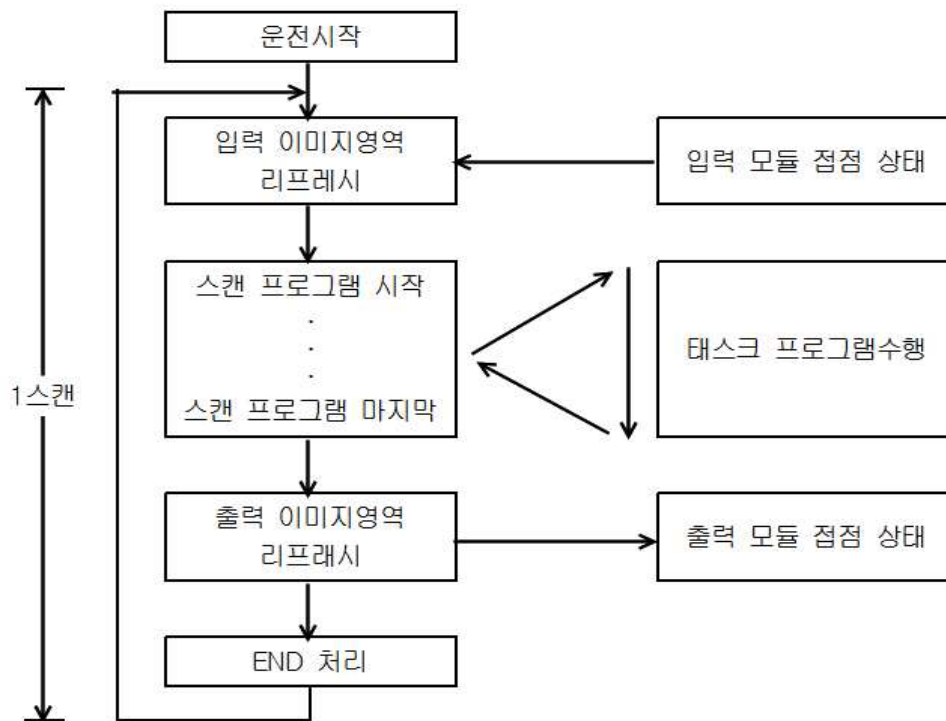 운전시작
입력 이미지영역
리프레시
입력 모듈 접점 상태
스캔 프로그램 시작
.
.
.
스캔 프로그램 마지막
태스크 프로그램수행
1스캔
출력 이미지영역
리프래시
출력 모듈 접점 상태
END 처리